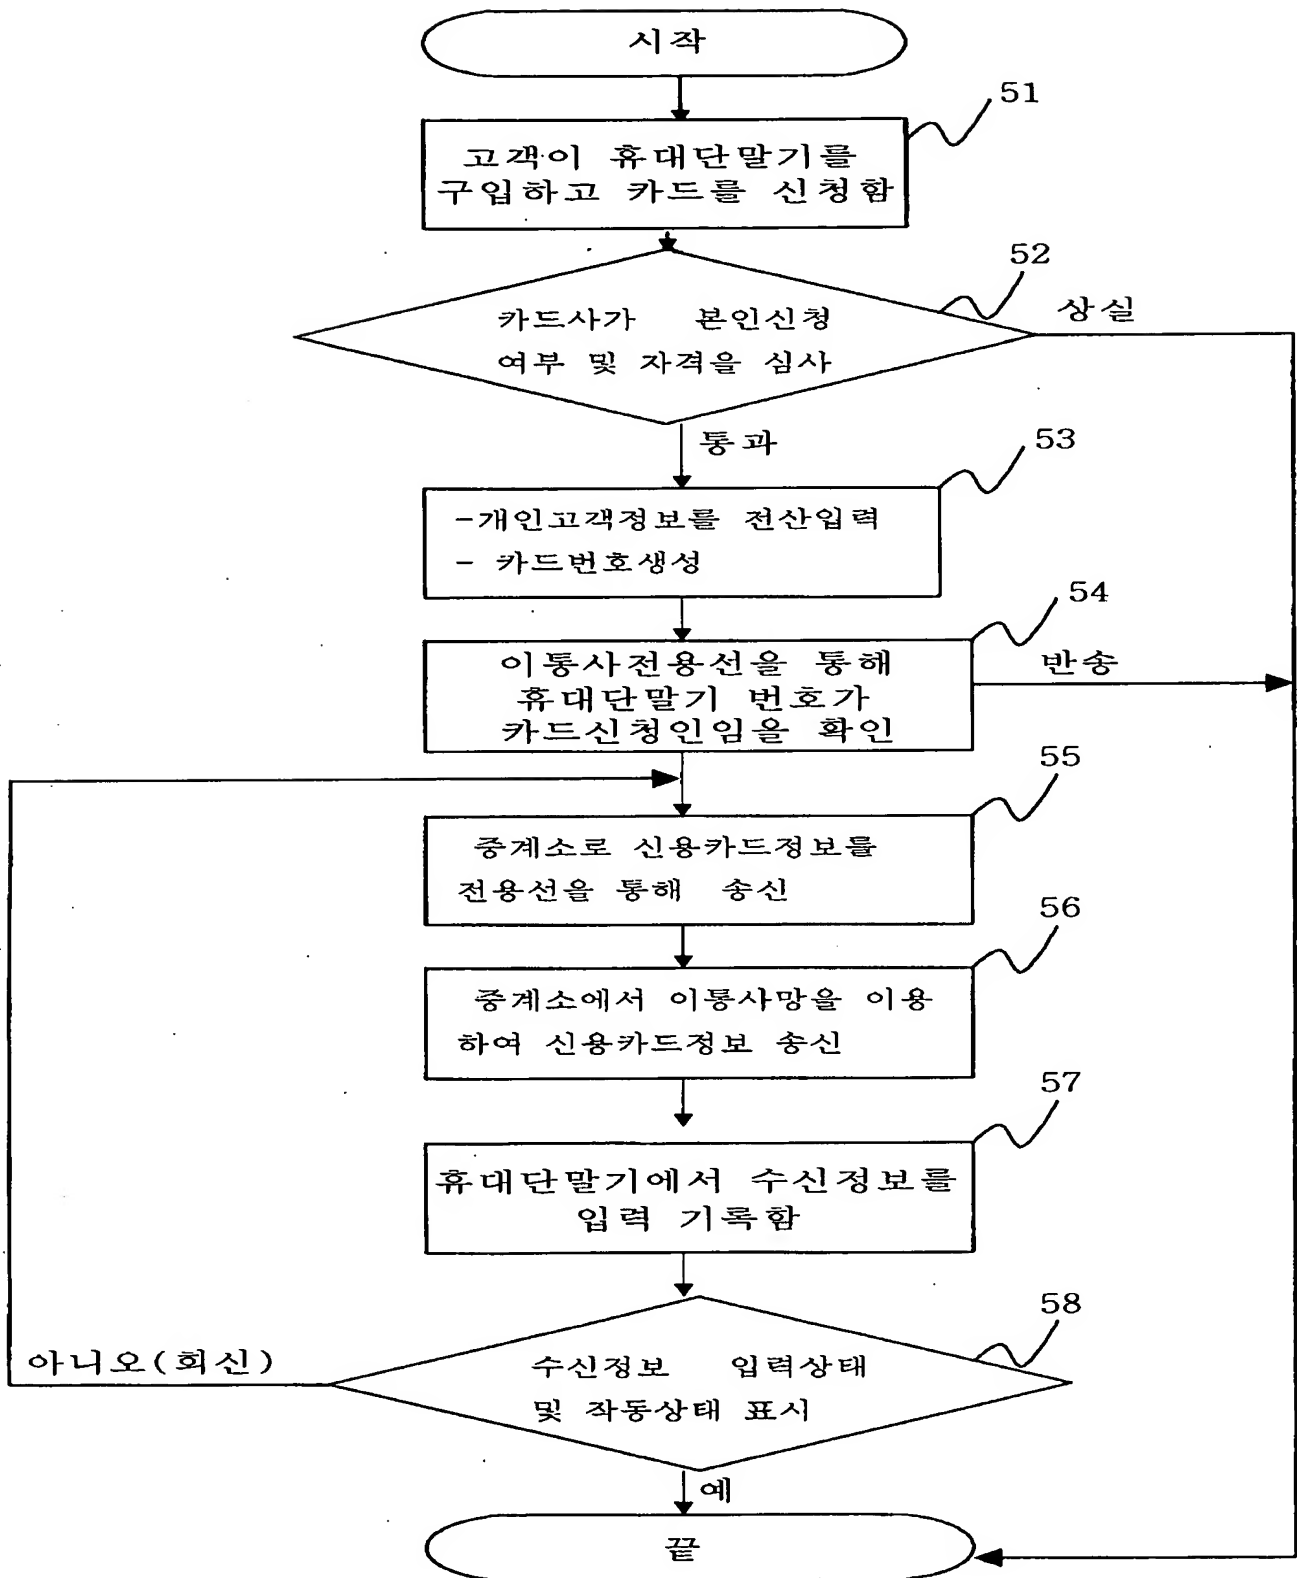 시작
51
고객이 휴대단말기를
구입하고 카드를 신청함
52
카드사가 본인신청
여부 및 자격을 심사
상실
통과
53
-개인고객정보를 전산입력
- 카드번호생성
54
이통사전용선을 통해
휴대단말기 번호가
카드신청인임을 확인
반송
55
중계소로 신용카드정보를
전용선을 통해 송신
56
중계소에서 이통사망을 이용
하여 신용카드정보 송신
57
휴대단말기에서 수신정보를
입력 기록함
58
수신정보 입력상태
및 작동상태 표시
아니오(회신)
예
끝